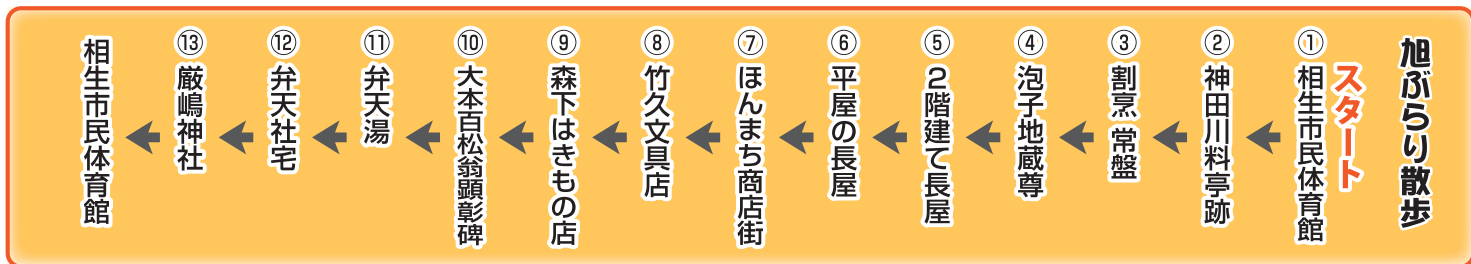 旭ぶらり散歩
スタート
①相生市民体育館
②神田川料亭跡
③割烹 常盤
④泡子地蔵尊
⑤2階建て長屋
⑥平屋の長屋
⑦ほんまち商店街
⑧竹久文具店
⑨森下はきもの店
⑩大本百松翁顕彰碑
⑪弁天湯
⑫弁天社宅
⑬厳嶋神社
相生市民体育館